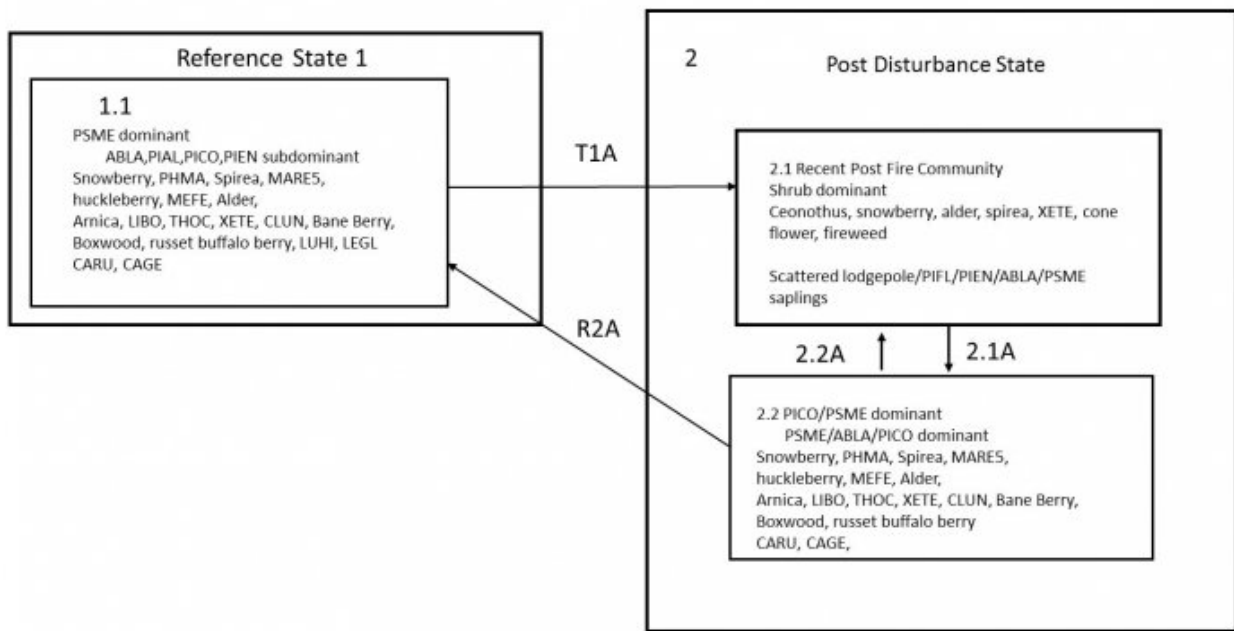 Reference State 1
1.1
PSME dominant
ABLA,PIAL,PICO,PIEN subdominant
Snowberry, PHMA, Spirea, MARE5,
huckleberry, MEFE, Alder,
Arnica, LIBO, THOC, XETE, CLUN, Bane Berry,
Boxwood, russet buffalo berry, LUHI, LEGL
CARU, CAGE
T1A
R2A
2
Post Disturbance State
2.1 Recent Post Fire Community
Shrub dominant
Ceonothus, snowberry, alder, spirea, XETE, cone
flower, fireweed
Scattered lodgepole/PIFL/PIEN/ABLA/PSME
saplings
2.2A
2.1A
2.2 PICO/PSME dominant
PSME/ABLA/PICO dominant
Snowberry, PHMA, Spirea, MARE5,
huckleberry, MEFE, Alder,
Arnica, LIBO, THOC, XETE, CLUN, Bane Berry,
Boxwood, russet buffalo berry
CARU, CAGE,